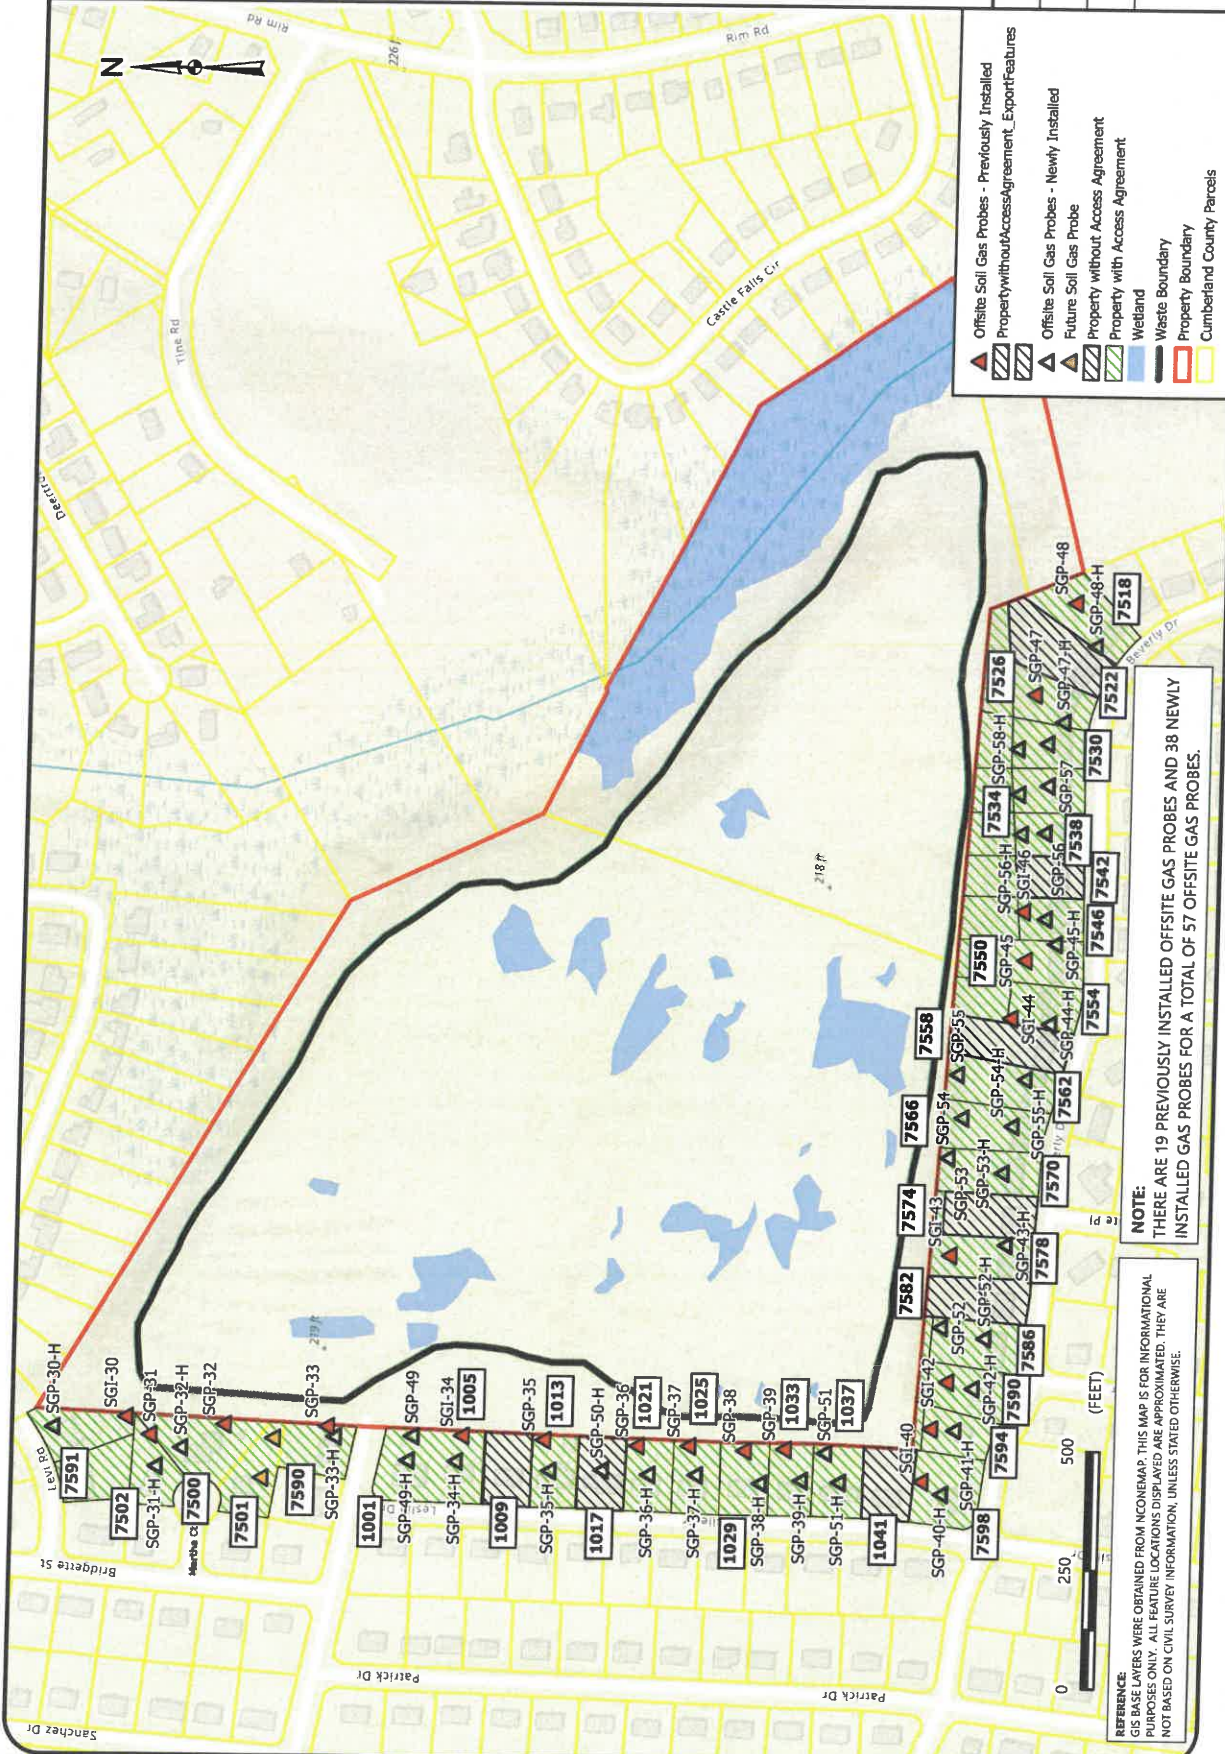 N
Rim Rd
226 ft
Rim Rd
Tine Rd
Castle Falls Cir
Offsite Soil Gas Probes - Previously Installed
PropertywithoutAccessAgreement_ExportFeatures
Offsite Soil Gas Probes - Newly Installed
Future Soil Gas Probe
Property without Access Agreement
Property with Access Agreement
Wetland
Waste Boundary
Property Boundary
Cumberland County Parcels
SGP-30-H
SGI-30
SGP-31
SGP-32-H
SGP-32
SGP-33
SGP-49
SGI-34
1005
SGP-35
1013
SGP-50-H
SGP-36
1021
SGP-37
1025
SGP-38
SGP-39
1033
SGP-51
1037
Levi Rd
7591
7502
SGP-31-H
7500
Martha Ct
7501
7590
SGP-33-H
1001
SGP-49-H
SGP-34-H
1009
SGP-35-H
1017
SGP-36-H
SGP-37-H
1029
SGP-38-H
SGP-39-H
SGP-51-H
1041
Bridgette St
Sanchez Dr
Patrick Dr
Patrick Dr
279 ft
218 ft
SGI-40
SGP-40-H
7598
SGP-41-H
7594
SGI-42
SGP-42-H
7590
7586
SGP-52
SGP-52-H
7582
SGI-43
SGP-43-H
7578
7574
SGP-53
SGP-53-H
7570
7566
SGP-54
SGP-54-H
SGP-55-H
7562
7558
SGP-55
SGI-44
SGP-44-H
7554
7550
SGP-45
SGP-45-H
7546
SGP-56-H
SGI-46
SGP-56
7542
7538
7534
SGP-58-H
SGP-57
7530
7526
SGP-47
SGP-47-H
7522
SGP-48
SGP-48-H
7518
Beverly Dr
NOTE:
THERE ARE 19 PREVIOUSLY INSTALLED OFFSITE GAS PROBES AND 38 NEWLY
INSTALLED GAS PROBES FOR A TOTAL OF 57 OFFSITE GAS PROBES.
0
250
500
(FEET)
REFERENCE:
GIS BASE LAYERS WERE OBTAINED FROM NCONEMAP. THIS MAP IS FOR INFORMATIONAL
PURPOSES ONLY. ALL FEATURE LOCATIONS DISPLAYED ARE APPROXIMATED. THEY ARE
NOT BASED ON CIVIL SURVEY INFORMATION, UNLESS STATED OTHERWISE.